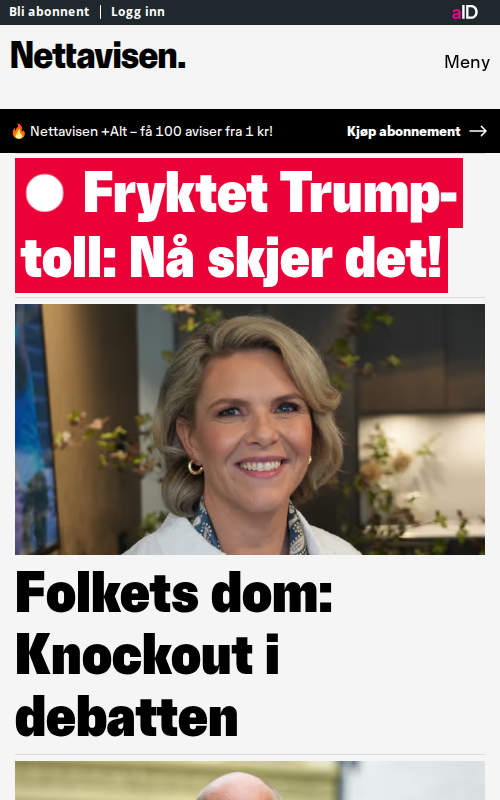 Bli abonnent | Logg inn
aID
Nettavisen.
Meny
🔥 Nettavisen +Alt – få 100 aviser fra 1 kr!
Kjøp abonnement →
Fryktet Trump-
toll: Nå skjer det!
Folkets dom:
Knockout i
debatten